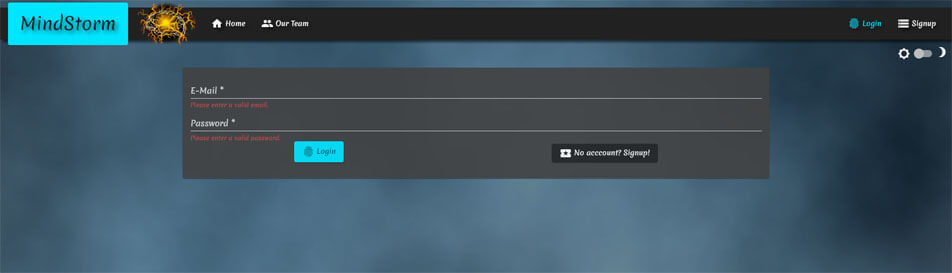 MindStorm
Home
Our Team
Login
Signup
E-Mail *
Please enter a valid email.
Password *
Please enter a valid password.
Login
No acccount? Signup!